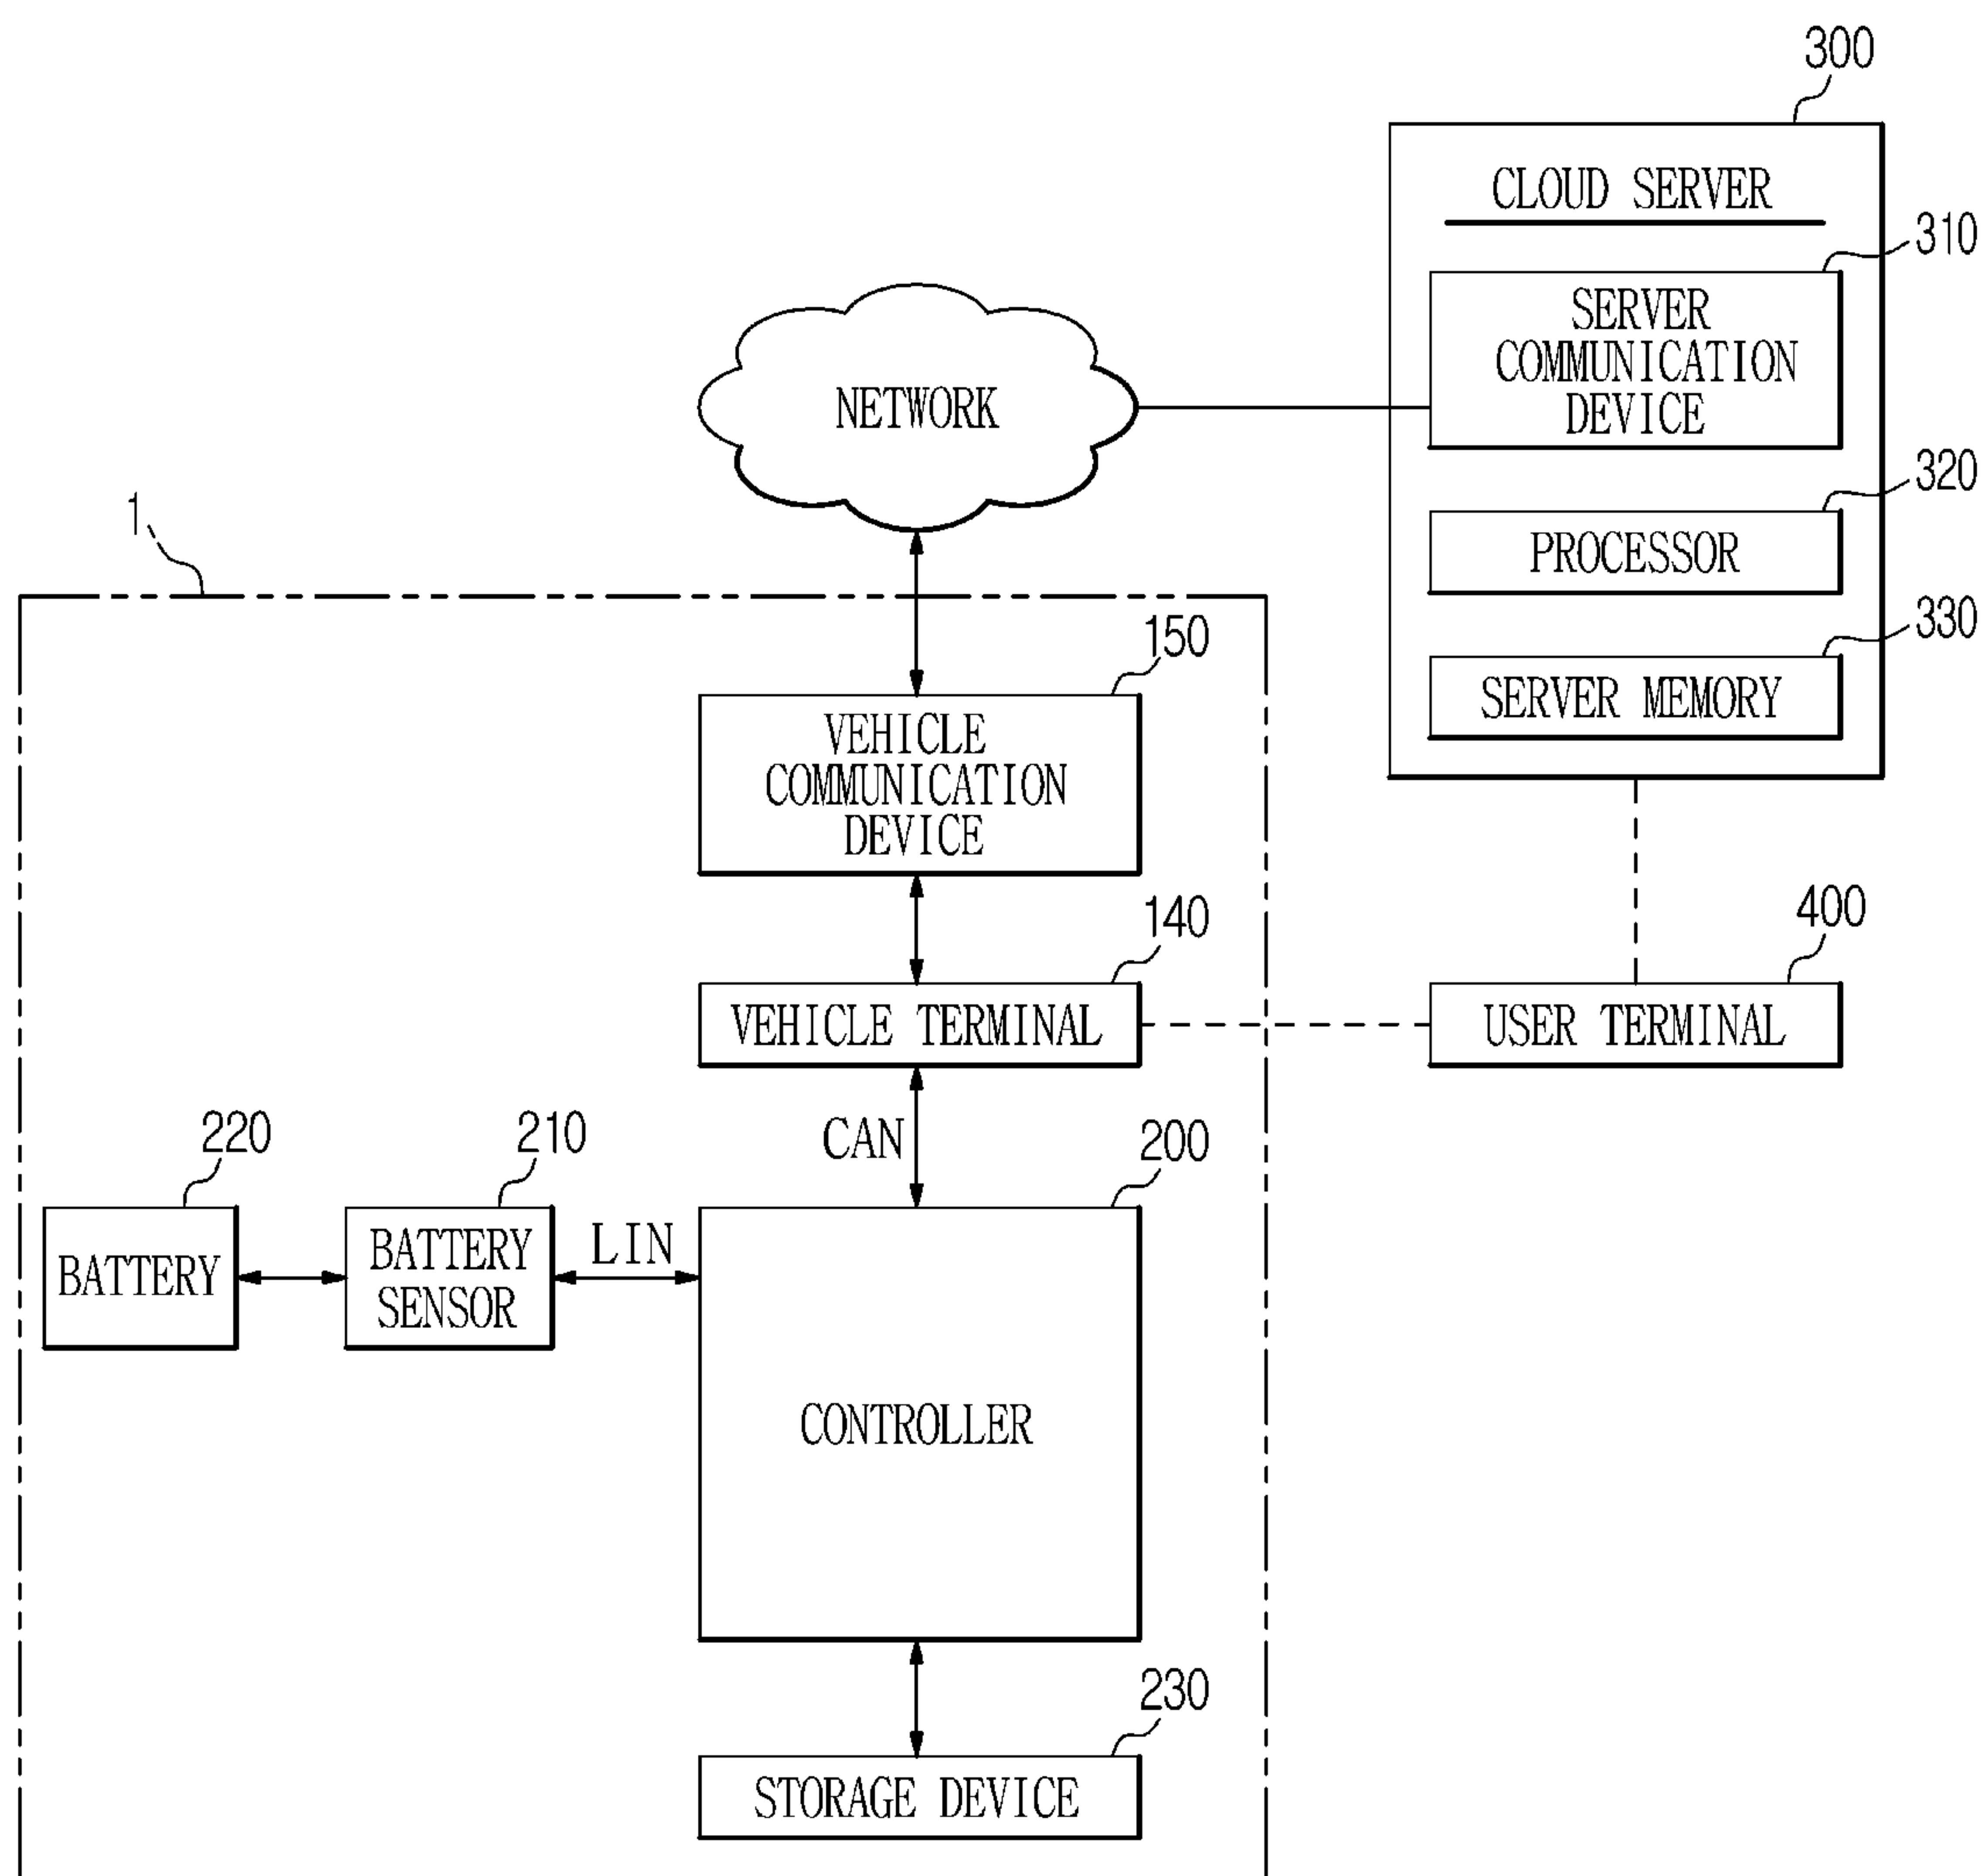 300
CLOUD SERVER
310
SERVER
COMMUNICATION
DEVICE
NETWORK
320
PROCESSOR
1
330
SERVER MEMORY
150
VEHICLE
COMMUNICATION
DEVICE
140
VEHICLE TERMINAL
400
USER TERMINAL
CAN
220
BATTERY
210
BATTERY
SENSOR
LIN
200
CONTROLLER
230
STORAGE DEVICE